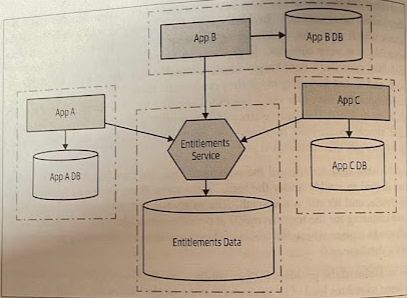 App B
App B DB
App A
App C
Entitlements
Service
App A DB
App C DB
Entitlements Data